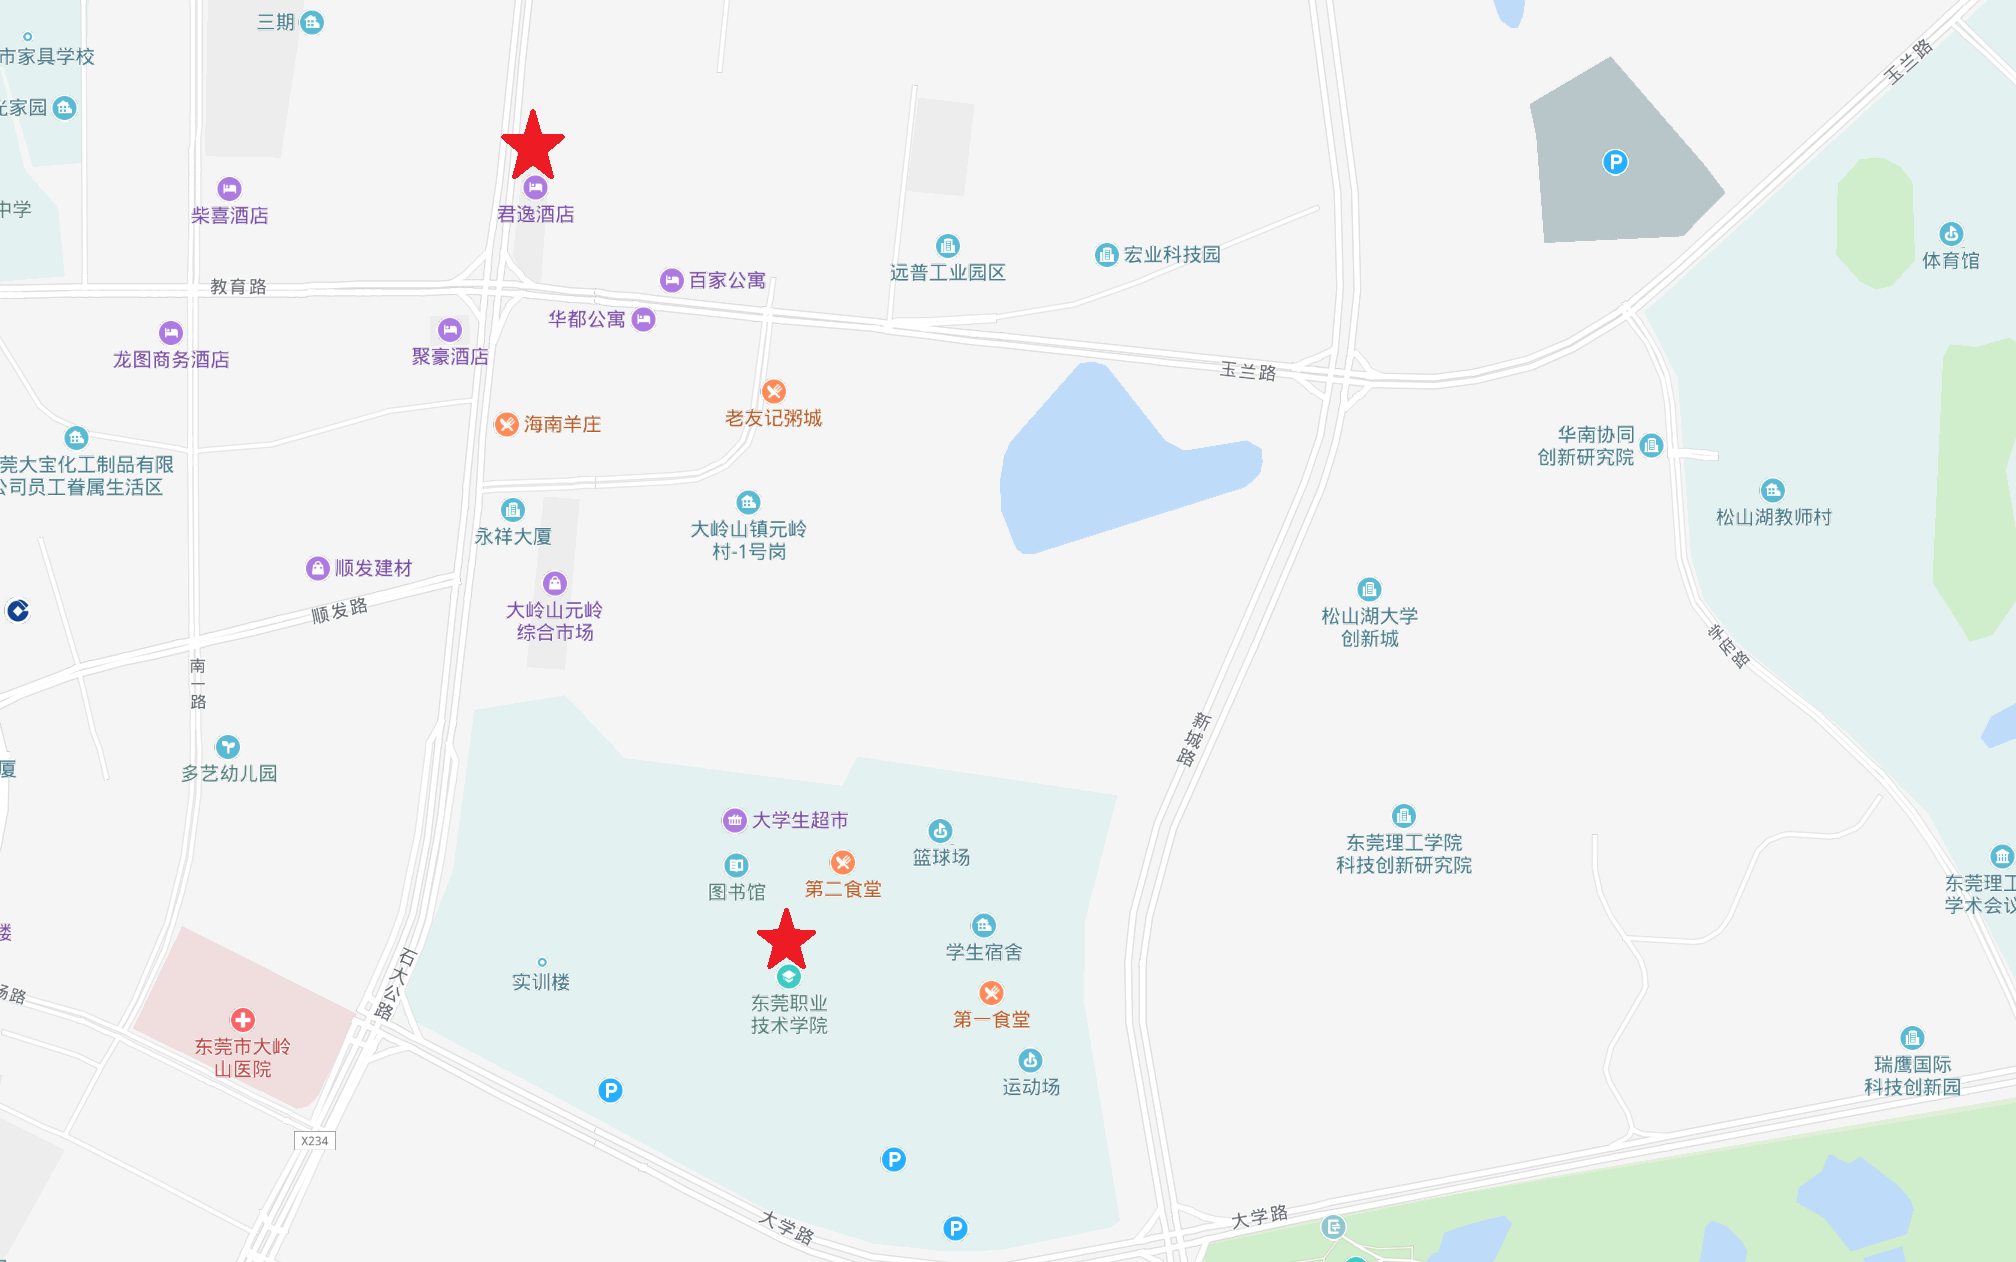 三期
市家具学校
家园
玉兰路
中学
柴喜酒店
君逸酒店
体育馆
宏业科技园
远普工业园区
教育路
百家公寓
华都公寓
龙图商务酒店
聚豪酒店
玉兰路
海南羊庄
老友记粥城
华南协同
创新研究院
莞大宝化工制品有限
公司员工眷属生活区
永祥大厦
大岭山镇元岭
村-1号岗
松山湖教师村
顺发建材
顺发路
大岭山元岭
综合市场
松山湖大学
创新城
学府路
南一路
新城路
厦
多艺幼儿园
大学生超市
图书馆
第二食堂
篮球场
东莞理工学院
科技创新研究院
东莞理工
学术会议
楼
学生宿舍
石大公路
实训楼
东莞职业
技术学院
第一食堂
场路
东莞市大岭
山医院
运动场
瑞鹰国际
科技创新园
P
P
P
P
X234
大学路
大学路